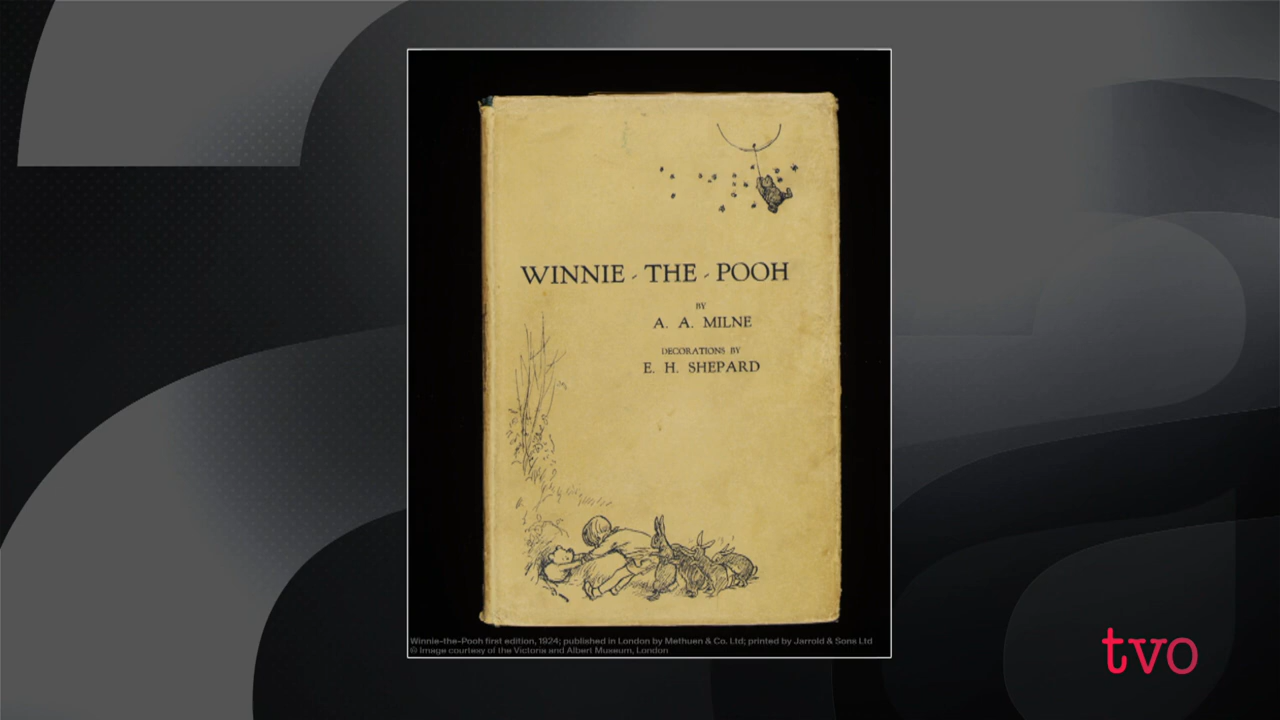 WINNIE-THE-POOH
BY
A. A. MILNE
DECORATIONS BY
E. H. SHEPARD
Winnie-the-Pooh first edition, 1924; published in London by Methuen & Co. Ltd; printed by Jarrold & Sons Ltd
© Image courtesy of the Victoria and Albert Museum, London
tvo